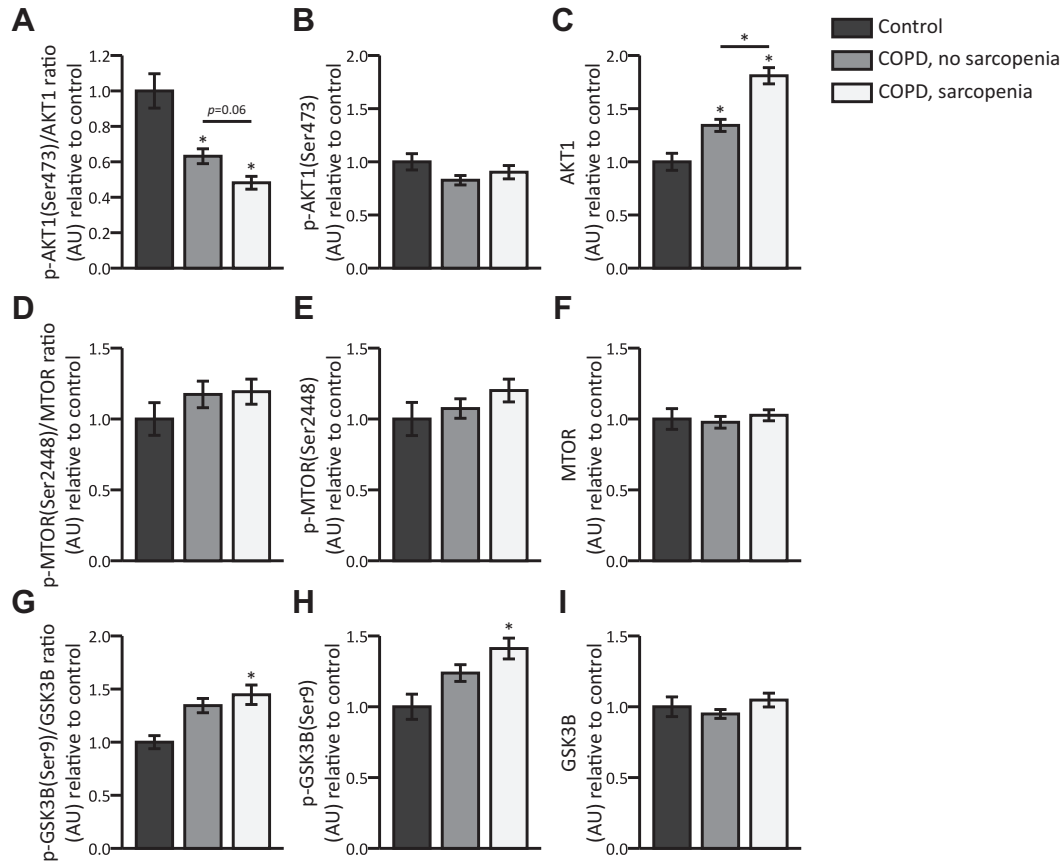 A
p-AKT1(Ser473)/AKT1 ratio
(AU) relative to control
1.2
1.0
0.8
0.6
0.4
0.2
0.0
p=0.06
*
*
B
p-AKT1(Ser473)
(AU) relative to control
2.0
1.5
1.0
0.5
0.0
C
AKT1
(AU) relative to control
2.0
1.5
1.0
0.5
0.0
*
*
*
Control
COPD, no sarcopenia
COPD, sarcopenia
D
p-MTOR(Ser2448)/MTOR ratio
(AU) relative to control
1.5
1.0
0.5
0.0
E
p-MTOR(Ser2448)
(AU) relative to control
1.5
1.0
0.5
0.0
F
MTOR
(AU) relative to control
1.5
1.0
0.5
0.0
G
p-GSK3B(Ser9)/GSK3B ratio
(AU) relative to control
2.0
1.5
1.0
0.5
0.0
*
H
p-GSK3B(Ser9)
(AU) relative to control
1.5
1.0
0.5
0.0
*
I
GSK3B
(AU) relative to control
1.5
1.0
0.5
0.0